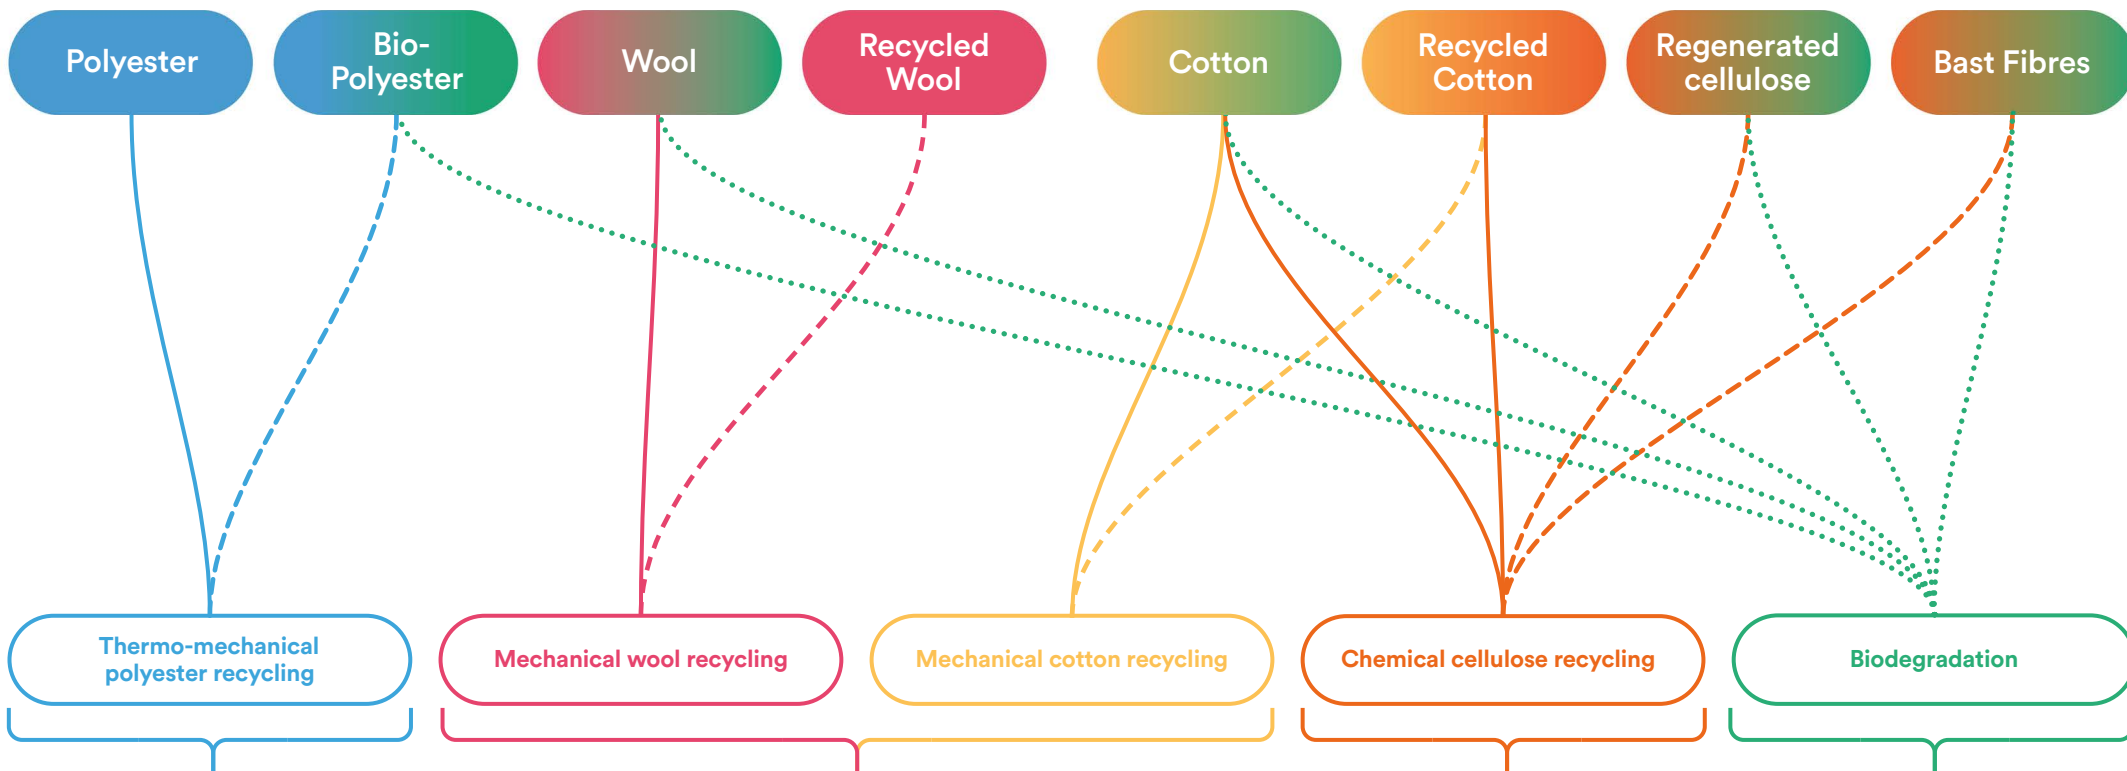 Polyester
Bio-
Polyester
Wool
Recycled
Wool
Cotton
Recycled
Cotton
Regenerated
cellulose
Bast Fibres
Thermo-mechanical
polyester recycling
Mechanical wool recycling
Mechanical cotton recycling
Chemical cellulose recycling
Biodegradation